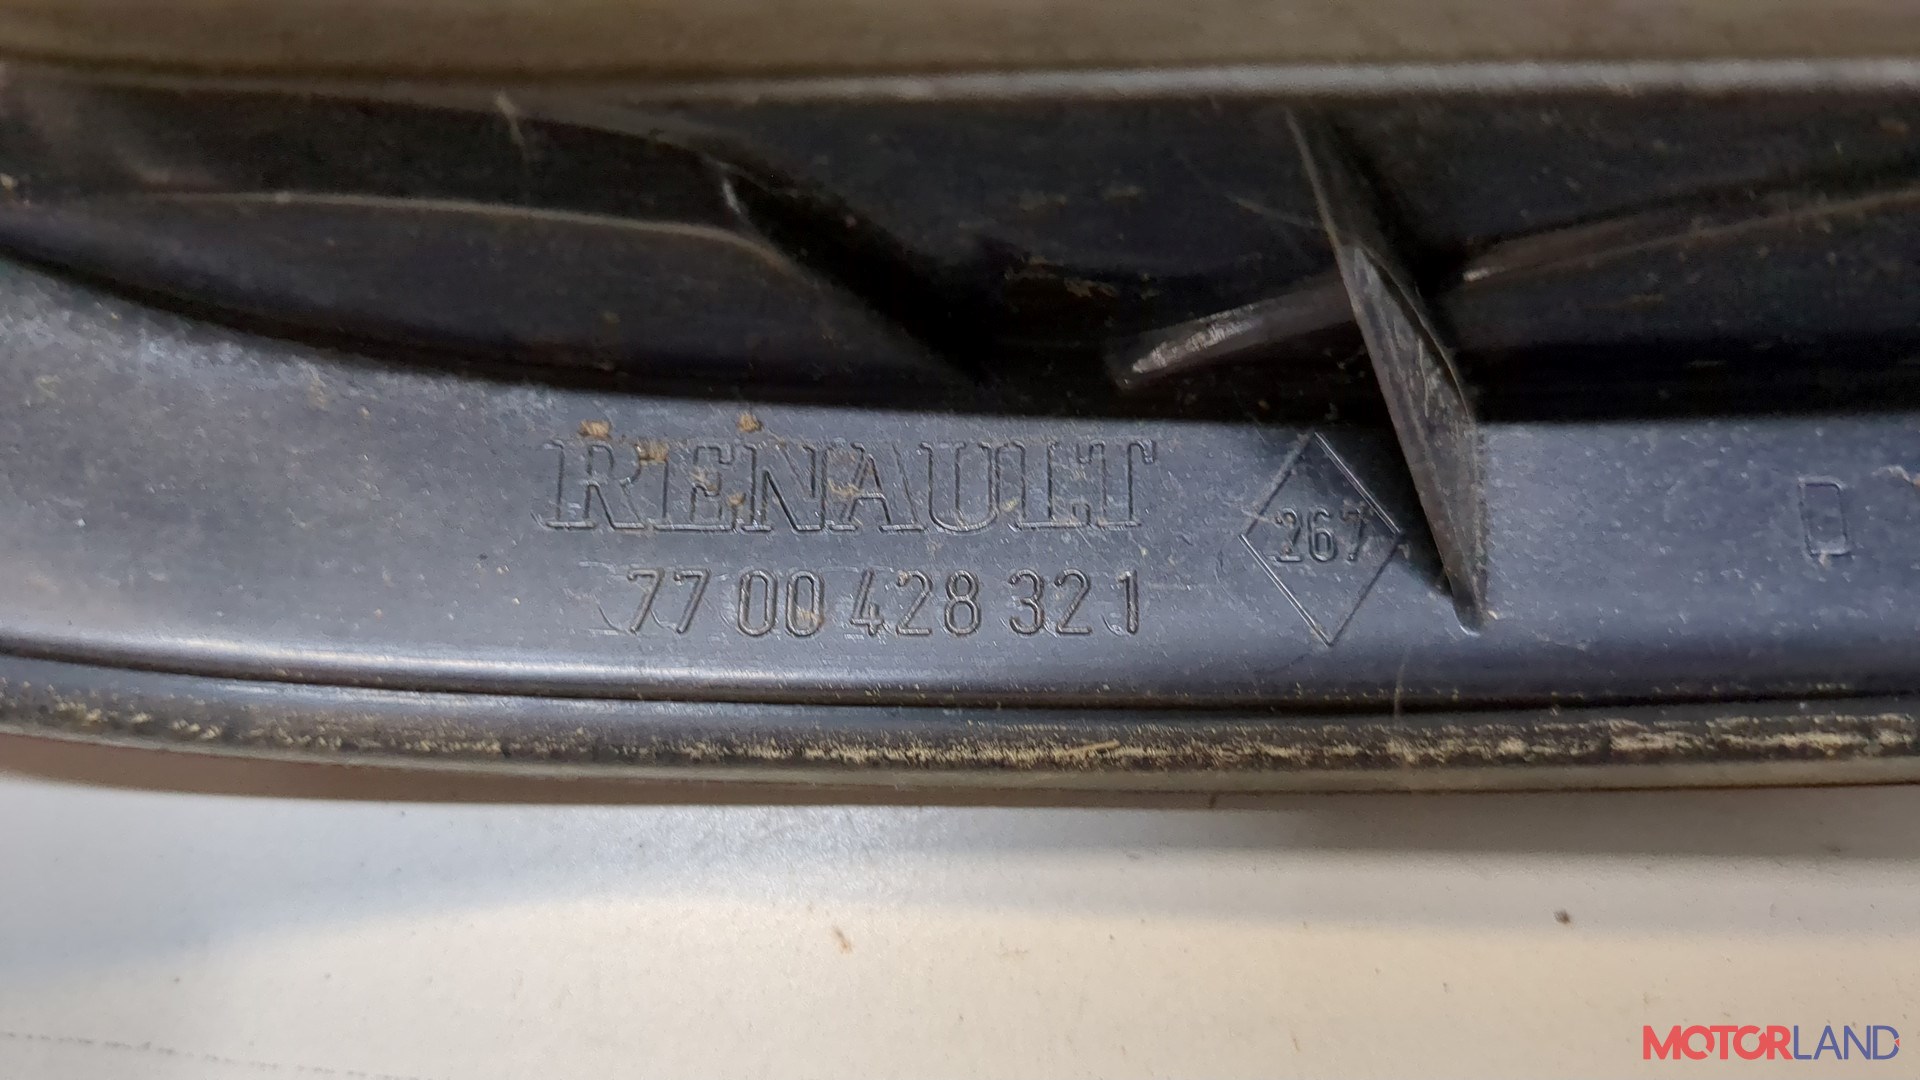 RENAULT
267
77 00 428 321
MOTORLAND